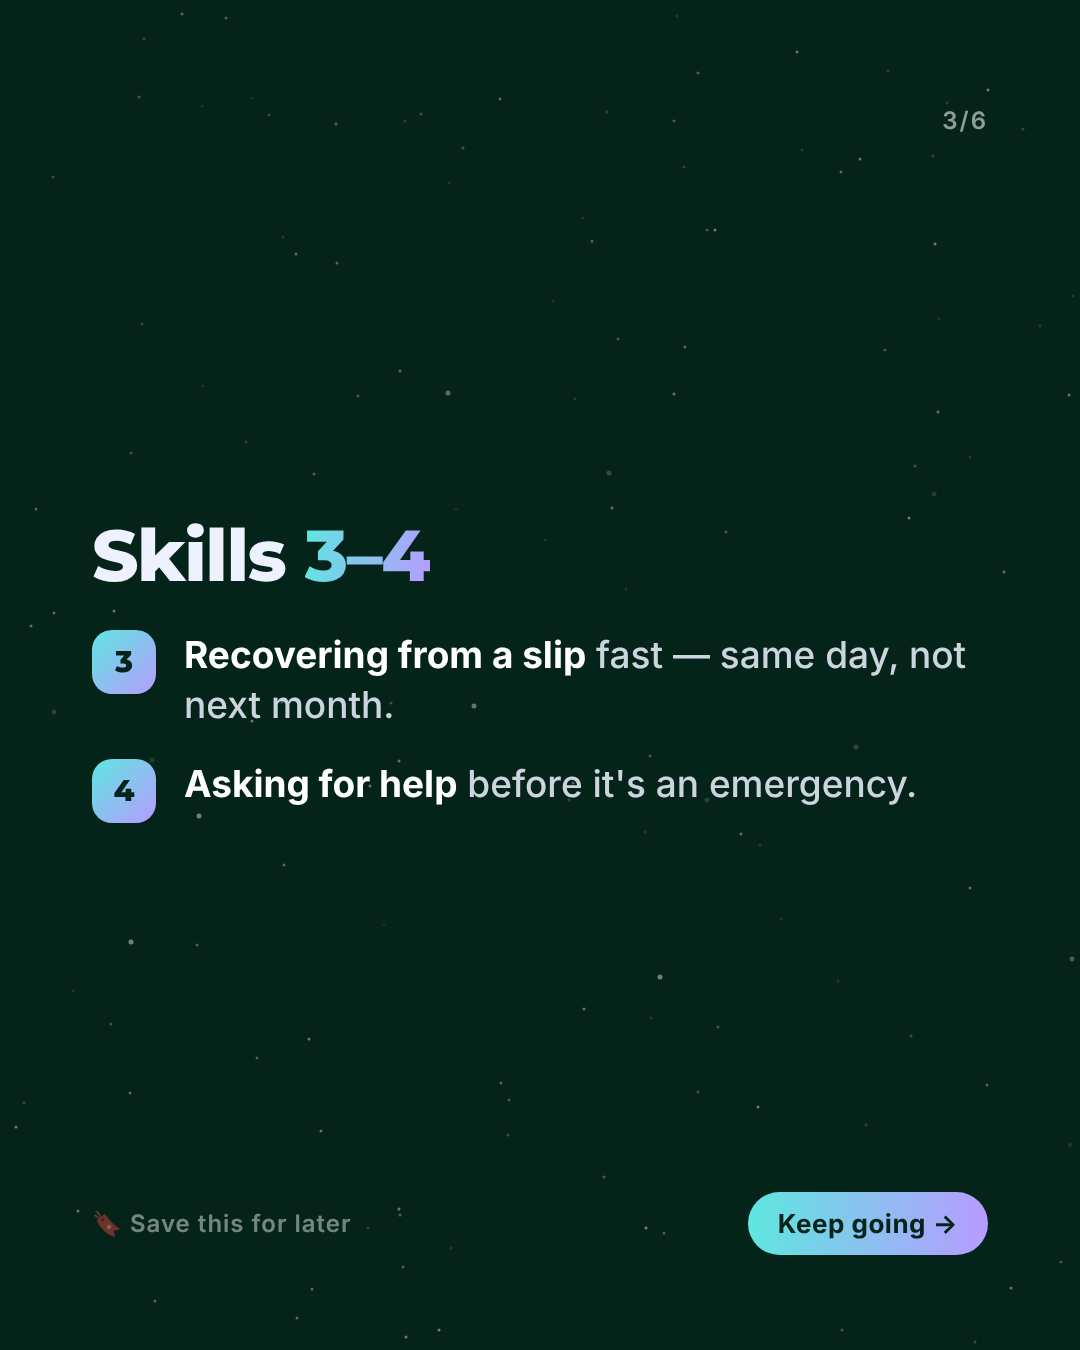 3/6
Skills 3–4
3 Recovering from a slip fast — same day, not
next month.
4 Asking for help before it's an emergency.
🔖 Save this for later
Keep going →